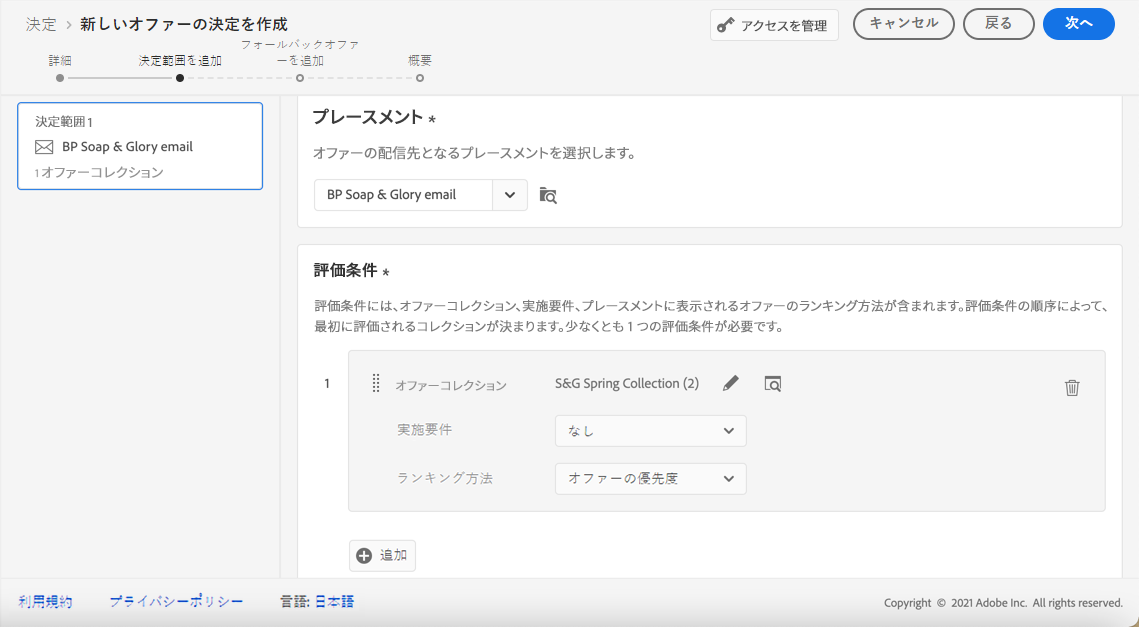 決定 > 新しいオファーの決定を作成
アクセスを管理
キャンセル
戻る
次へ
詳細
決定範囲を追加
フォールバックオファ
ーを追加
概要
決定範囲1
BP Soap & Glory email
1オファーコレクション
プレースメント *
オファーの配信先となるプレースメントを選択します。
BP Soap & Glory email
評価条件 *
評価条件には、オファーコレクション、実施要件、プレースメントに表示されるオファーのランキング方法が含まれます。評価条件の順序によって、
最初に評価されるコレクションが決まります。少なくとも1つの評価条件が必要です。
1
オファーコレクション
S&G Spring Collection (2)
実施要件
なし
ランキング方法
オファーの優先度
追加
利用規約
プライバシーポリシー
言語: 日本語
Copyright © 2021 Adobe Inc. All rights reserved.